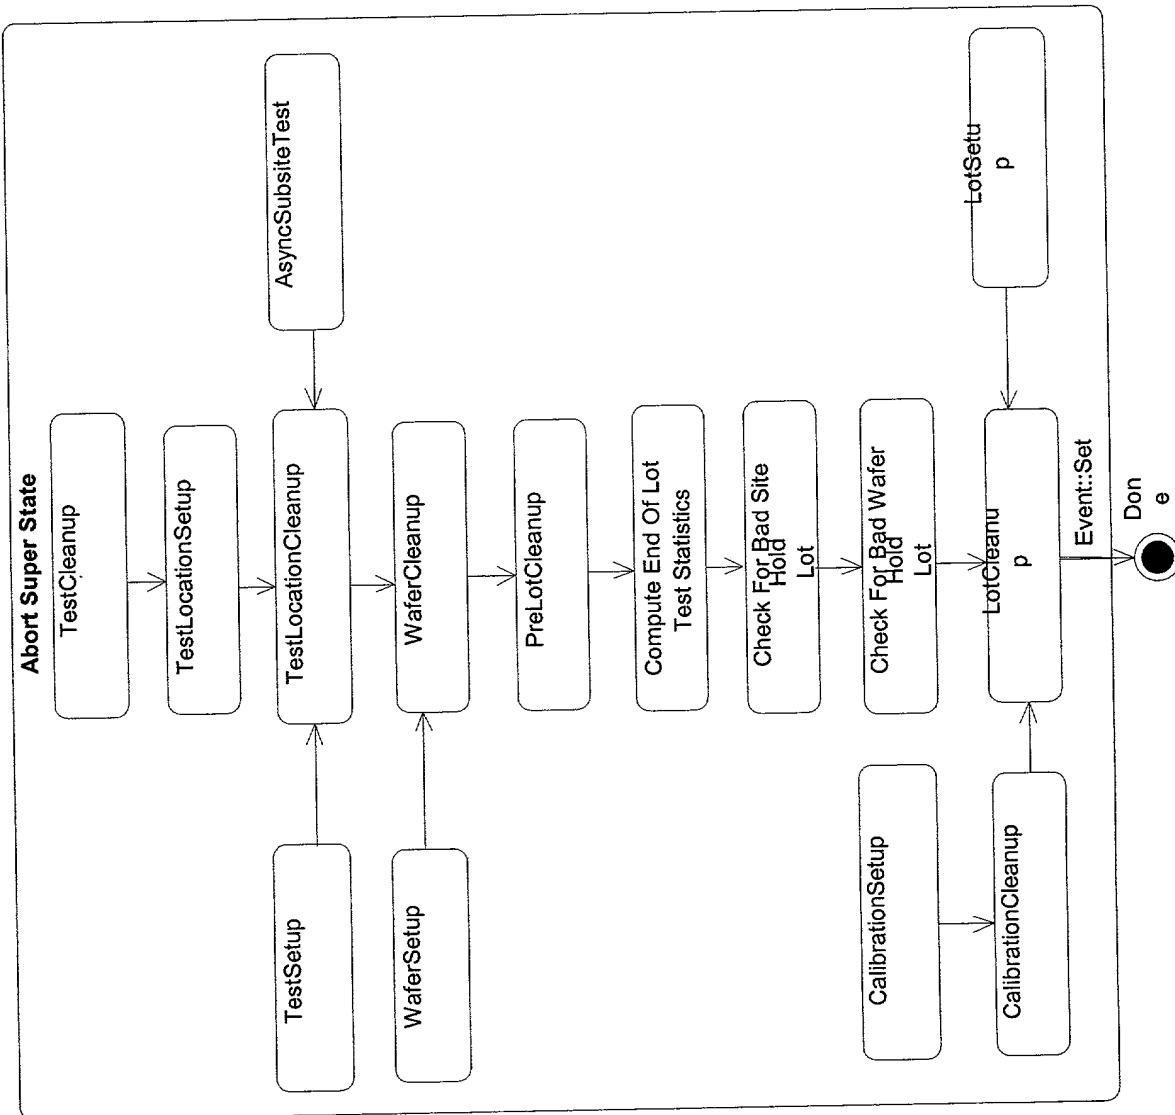 Abort Super State
TestCleanup
TestLocationSetup
AsyncSubsiteTest
TestLocationCleanup
TestSetup
WaferCleanup
WaferSetup
PreLotCleanup
Compute End Of Lot
Test Statistics
Check For Bad Site
Hold
Lot
Check For Bad Wafer
Hold
Lot
CalibrationSetup
LotSetu
p
LotCleanu
p
CalibrationCleanup
Event::Set
Don
e